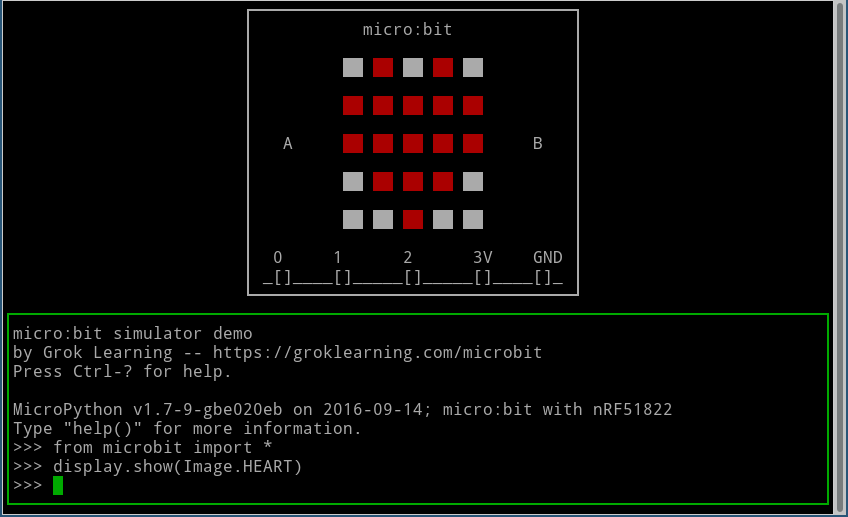 micro:bit
A B
0 1 2 3V GND
_[]____[]_____[]_____[]____[]_
micro:bit simulator demo
by Grok Learning -- https://groklearning.com/microbit
Press Ctrl-? for help.
MicroPython v1.7-9-gbe020eb on 2016-09-14; micro:bit with nRF51822
Type "help()" for more information.
>>> from microbit import *
>>> display.show(Image.HEART)
>>>